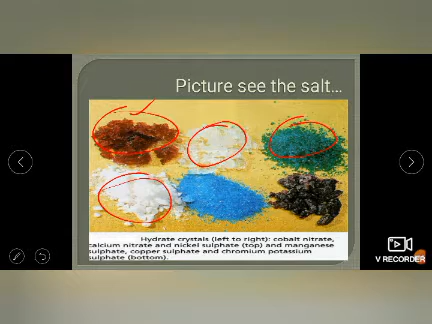 Picture see the salt...
Hydrate crystals (left to right): cobalt nitrate,
calcium nitrate and nickel sulphate (top) and manganese
sulphate, copper sulphate and chromium potassium
sulphate (bottom).
V RECORDER